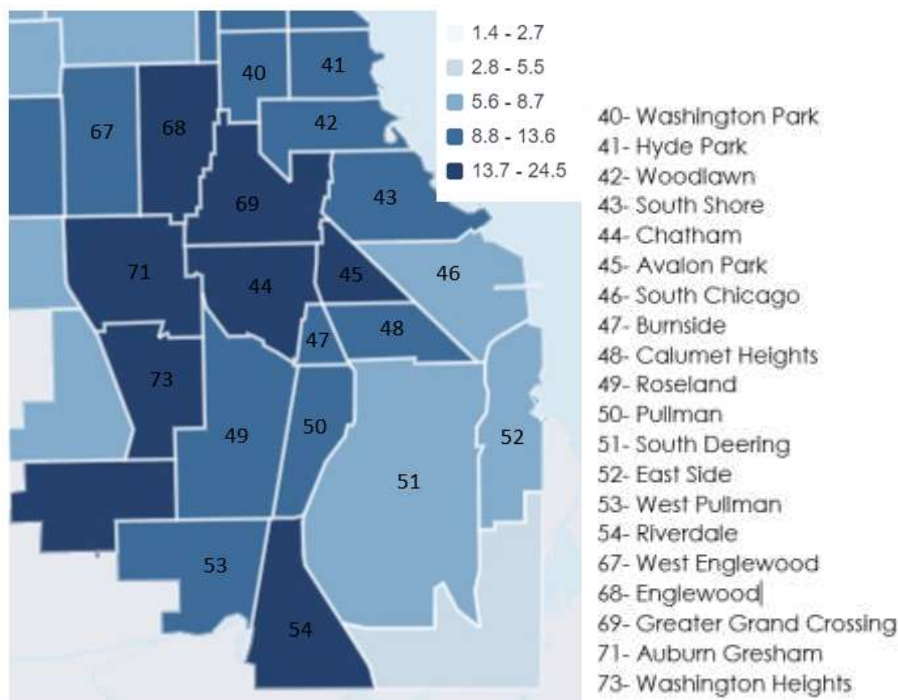 1.4 - 2.7
2.8 - 5.5
5.6 - 8.7
8.8 - 13.6
13.7 - 24.5
40
41
42
67
68
69
43
71
44
45
46
47
48
73
49
50
51
52
53
54
40- Washington Park
41- Hyde Park
42- Woodlawn
43- South Shore
44- Chatham
45- Avalon Park
46- South Chicago
47- Burnside
48- Calumet Heights
49- Roseland
50- Pullman
51- South Deering
52- East Side
53- West Pullman
54- Riverdale
67- West Englewood
68- Englewood
69- Greater Grand Crossing
71- Auburn Gresham
73- Washington Heights